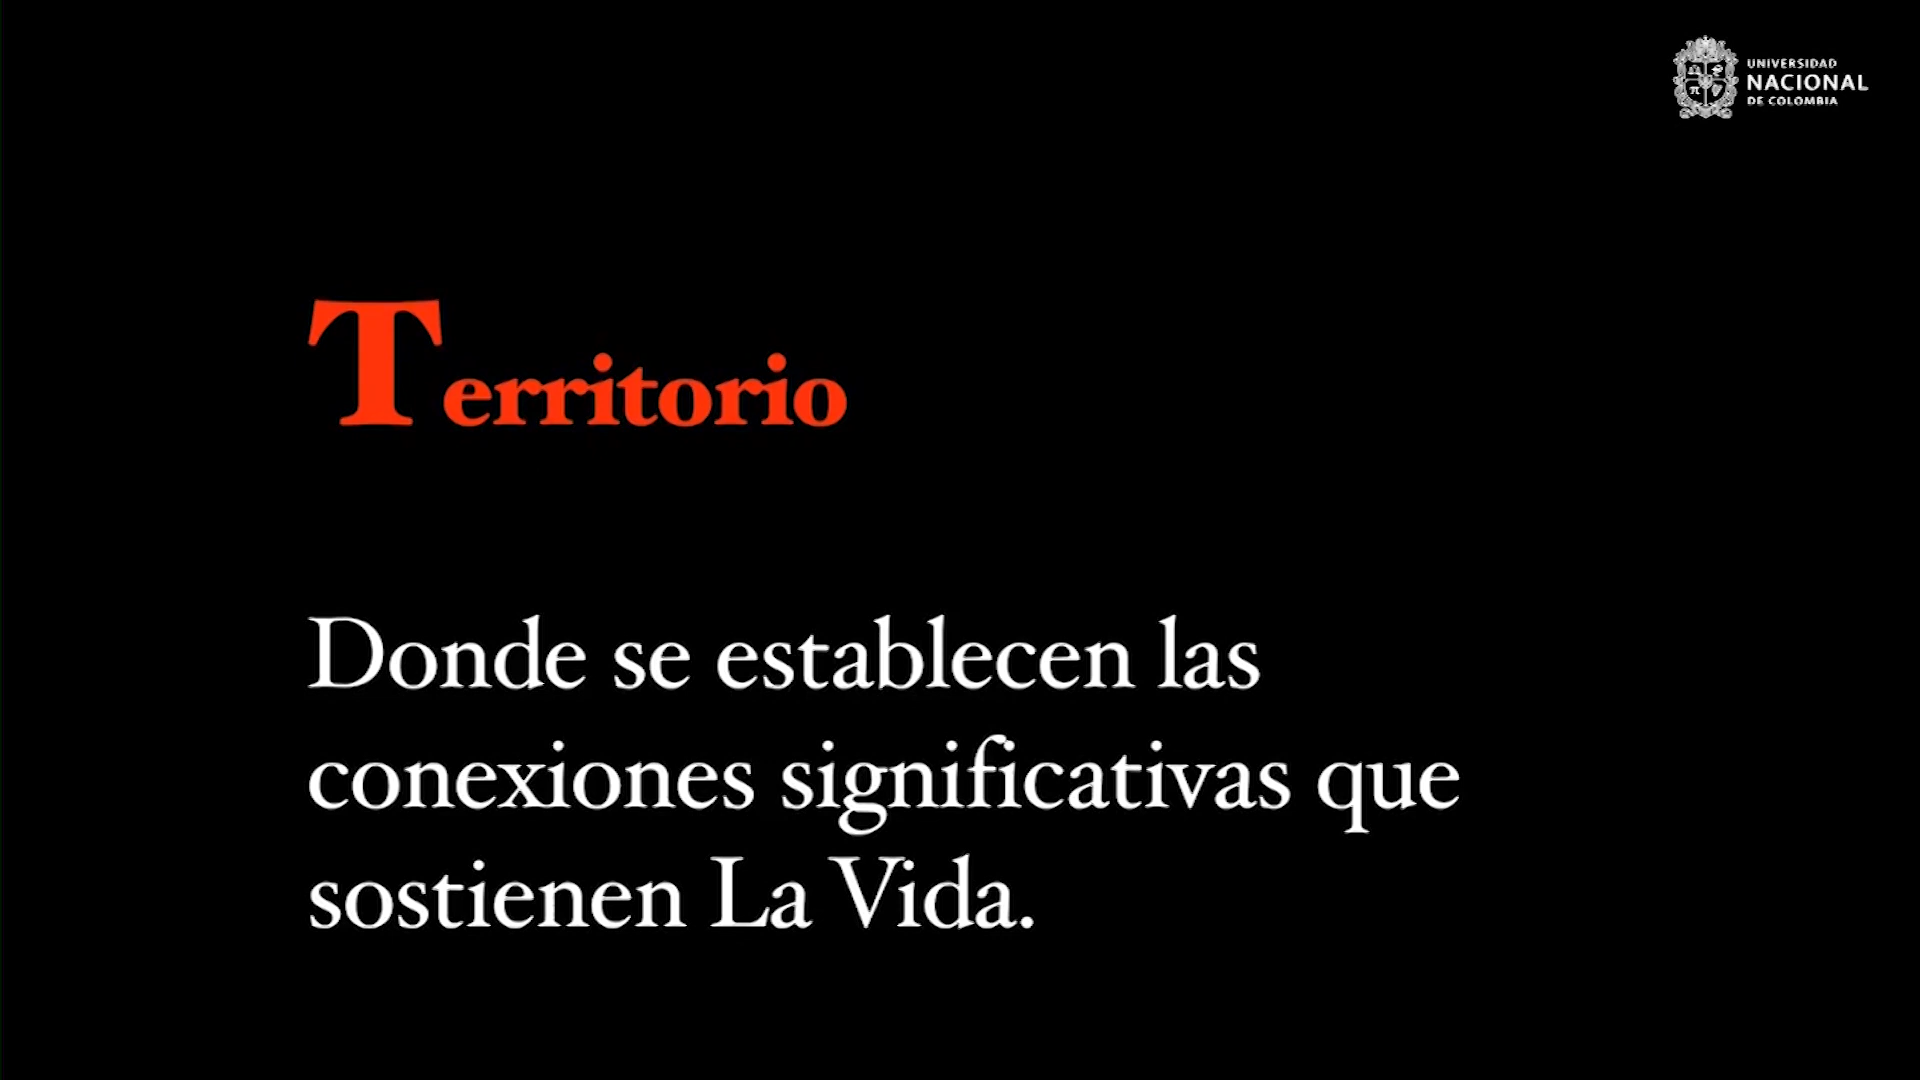 UNIVERSIDAD
NACIONAL
DE COLOMBIA
Territorio
Donde se establecen las
conexiones significativas que
sostienen La Vida.